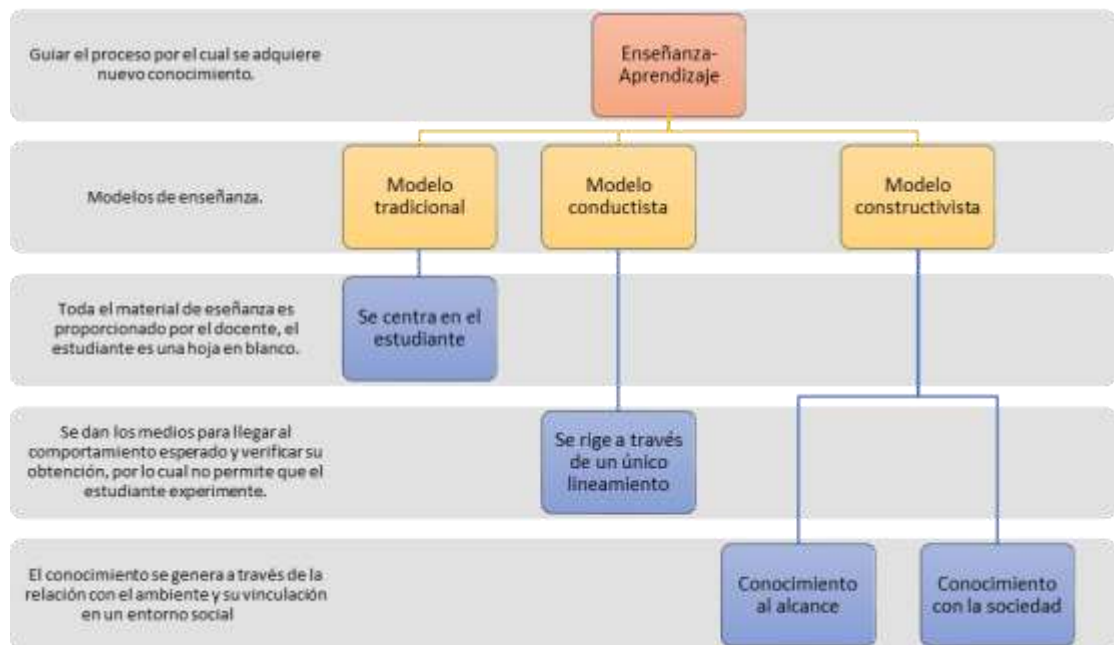 Guiar el proceso por el cual se adquiere
nuevo conocimiento.
Enseñanza-
Aprendizaje
Modelos de enseñanza.
Modelo
tradicional
Modelo
conductista
Modelo
constructivista
Toda el material de eseñanza es
proporcionado por el docente, el
estudiante es una hoja en blanco.
Se centra en el
estudiante
Se dan los medios para llegar al
comportamiento esperado y verificar su
obtención, por lo cual no permite que el
estudiante experimente.
Se rige a través
de un único
lineamiento
El conocimiento se genera a través de la
relación con el ambiente y su vinculación
en un entorno social
Conocimiento
al alcance
Conocimiento
con la sociedad